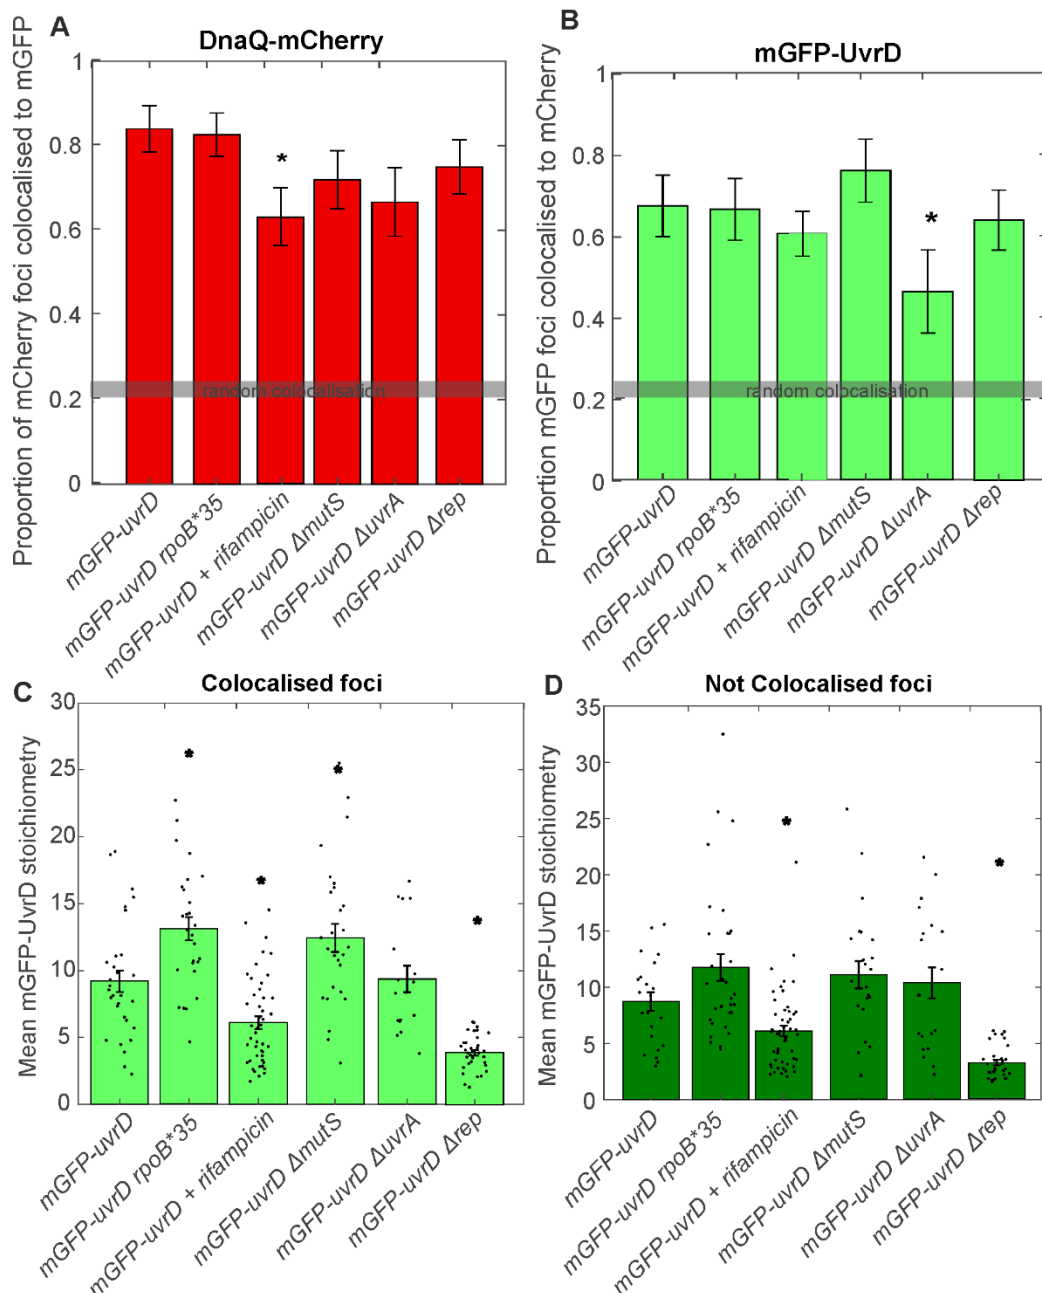 A
DnaQ-mCherry
Proportion of mCherry foci colocalised to mGFP
1
0.8
0.6
0.4
0.2
0
*
random colocalisation
mGFP-uvrD
mGFP-uvrD rpoB*35
mGFP-uvrD + rifampicin
mGFP-uvrD ΔmutS
mGFP-uvrD ΔuvrA
mGFP-uvrD Δrep
B
mGFP-UvrD
Proportion mGFP foci colocalised to mCherry
1
0.8
0.6
0.4
0.2
0
*
random colocalisation
mGFP-uvrD
mGFP-uvrD rpoB*35
mGFP-uvrD + rifampicin
mGFP-uvrD ΔmutS
mGFP-uvrD ΔuvrA
mGFP-uvrD Δrep
C
Colocalised foci
Mean mGFP-UvrD stoichiometry
30
25
20
15
10
5
0
*
*
*
*
mGFP-uvrD
mGFP-uvrD rpoB*35
mGFP-uvrD + rifampicin
mGFP-uvrD ΔmutS
mGFP-uvrD ΔuvrA
mGFP-uvrD Δrep
D
Not Colocalised foci
Mean mGFP-UvrD stoichiometry
35
30
25
20
15
10
5
0
*
*
mGFP-uvrD
mGFP-uvrD rpoB*35
mGFP-uvrD + rifampicin
mGFP-uvrD ΔmutS
mGFP-uvrD ΔuvrA
mGFP-uvrD Δrep